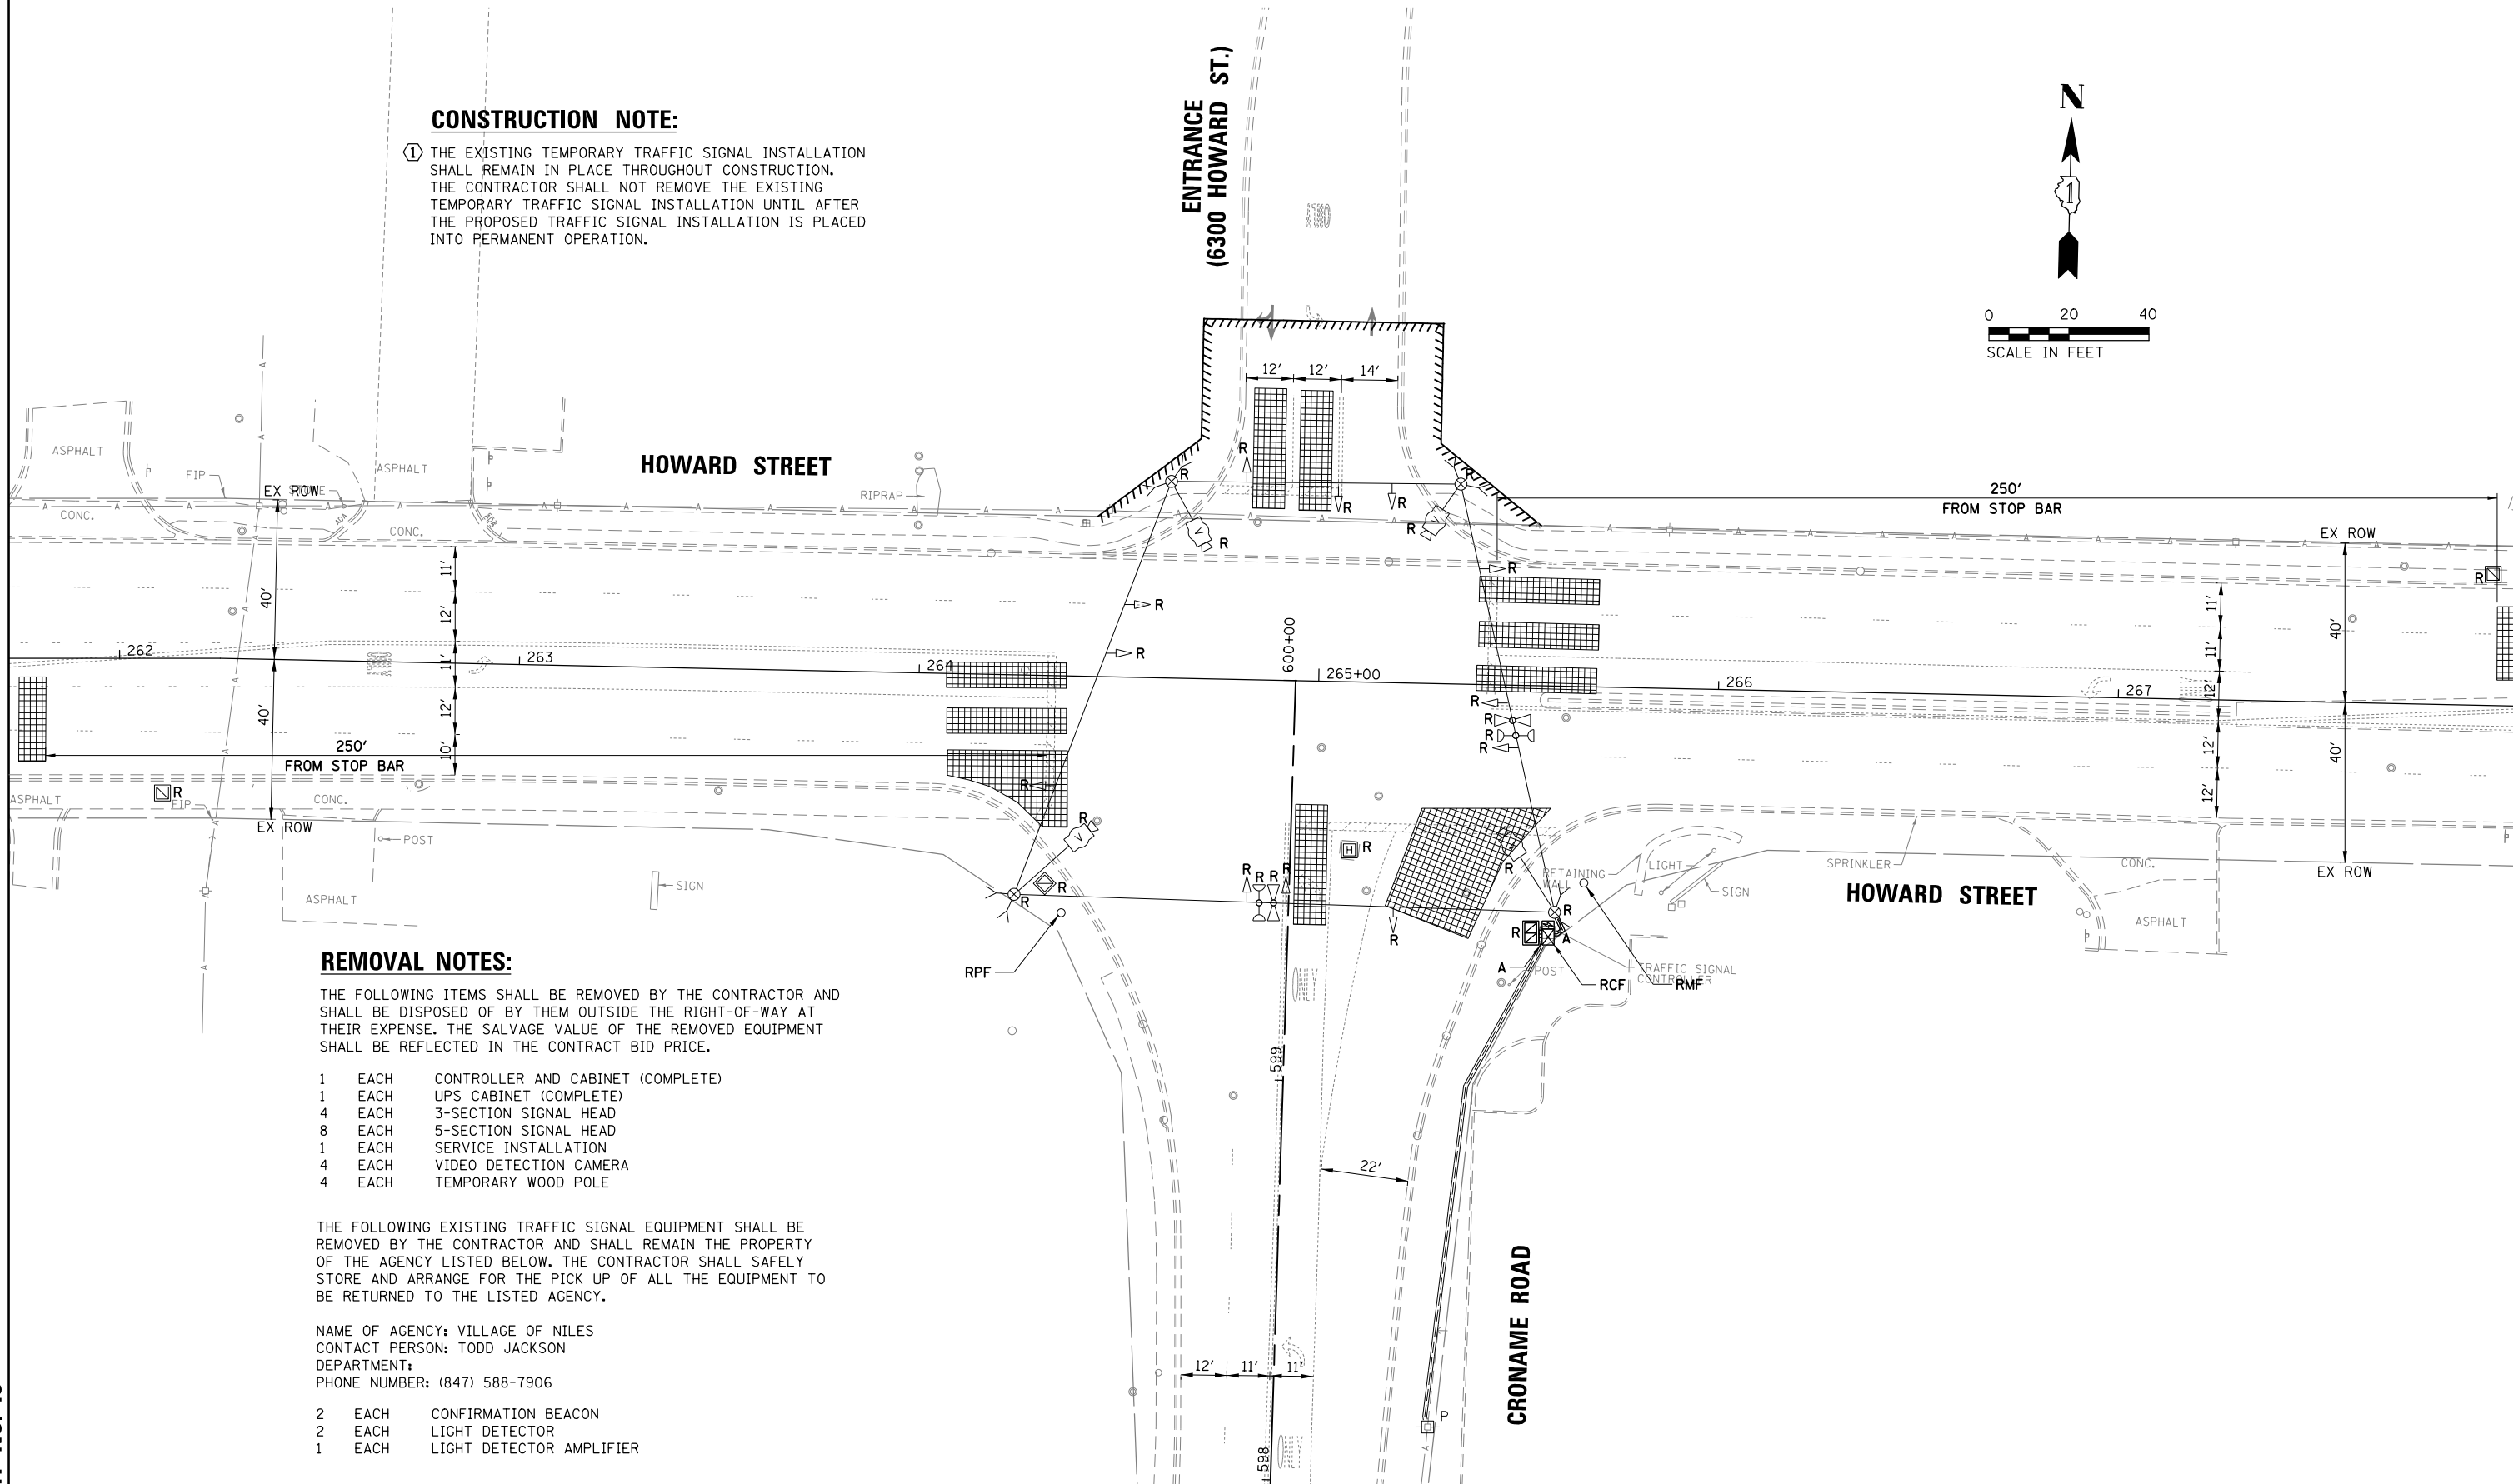 CONSTRUCTION NOTE:
1 THE EXISTING TEMPORARY TRAFFIC SIGNAL INSTALLATION
SHALL REMAIN IN PLACE THROUGHOUT CONSTRUCTION.
THE CONTRACTOR SHALL NOT REMOVE THE EXISTING
TEMPORARY TRAFFIC SIGNAL INSTALLATION UNTIL AFTER
THE PROPOSED TRAFFIC SIGNAL INSTALLATION IS PLACED
INTO PERMANENT OPERATION.
ENTRANCE
(6300 HOWARD ST.)
N
1
0 20 40
SCALE IN FEET
12' 12' 14'
HOWARD STREET
ASPHALT
FIP
EX ROW
ASPHALT
CONC.
CONC.
RIPRAP
R
R
R
R
R
R
R
250'
FROM STOP BAR
EX ROW
R
40'
11'
12'
11'
12'
10'
40'
R
R
R
262
263
264
600+00
265+00
266
267
11'
11'
12'
12'
12'
40'
40'
250'
FROM STOP BAR
R
R
R
R
R
ASPHALT
R
FIP
CONC.
EX ROW
POST
ASPHALT
SIGN
R
R
R
R R R R
H R
R
R
RETAINING
WALL
LIGHT
SIGN
SPRINKLER
CONC.
EX ROW
HOWARD STREET
ASPHALT
R
R
A
A
POST
TRAFFIC SIGNAL
CONTROLLER
RCF
RMF
RPF
REMOVAL NOTES:
THE FOLLOWING ITEMS SHALL BE REMOVED BY THE CONTRACTOR AND
SHALL BE DISPOSED OF BY THEM OUTSIDE THE RIGHT-OF-WAY AT
THEIR EXPENSE. THE SALVAGE VALUE OF THE REMOVED EQUIPMENT
SHALL BE REFLECTED IN THE CONTRACT BID PRICE.
1 EACH CONTROLLER AND CABINET (COMPLETE)
1 EACH UPS CABINET (COMPLETE)
4 EACH 3-SECTION SIGNAL HEAD
8 EACH 5-SECTION SIGNAL HEAD
1 EACH SERVICE INSTALLATION
4 EACH VIDEO DETECTION CAMERA
4 EACH TEMPORARY WOOD POLE
THE FOLLOWING EXISTING TRAFFIC SIGNAL EQUIPMENT SHALL BE
REMOVED BY THE CONTRACTOR AND SHALL REMAIN THE PROPERTY
OF THE AGENCY LISTED BELOW. THE CONTRACTOR SHALL SAFELY
STORE AND ARRANGE FOR THE PICK UP OF ALL THE EQUIPMENT TO
BE RETURNED TO THE LISTED AGENCY.
NAME OF AGENCY: VILLAGE OF NILES
CONTACT PERSON: TODD JACKSON
DEPARTMENT:
PHONE NUMBER: (847) 588-7906
2 EACH CONFIRMATION BEACON
2 EACH LIGHT DETECTOR
1 EACH LIGHT DETECTOR AMPLIFIER
599
22'
12' 11' 11'
598
CRONAME ROAD
P